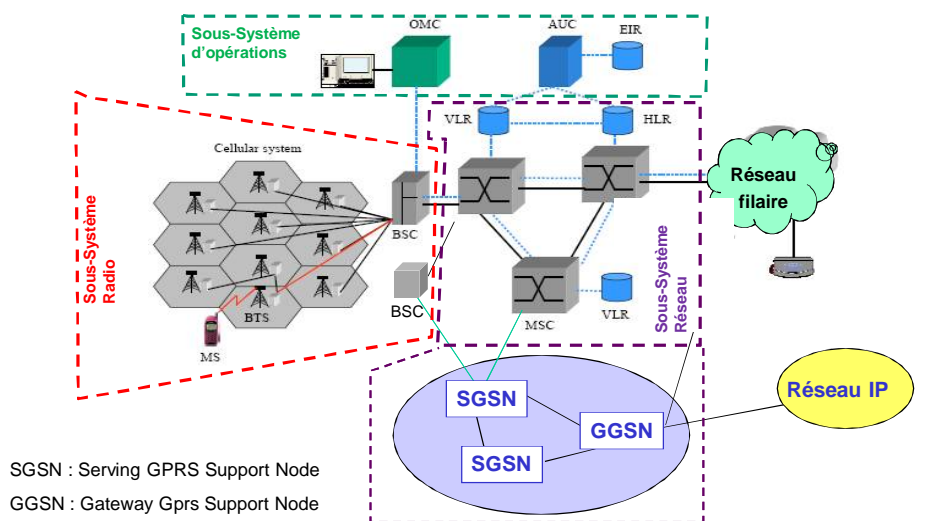 Sous-Système
d'opérations
OMC
AUC
EIR
VLR
HLR
Cellular system
BSC
Réseau
filaire
Sous-Système
Radio
BTS
MS
BSC
MSC
VLR
Sous-Système
Réseau
SGSN
GGSN
SGSN
Réseau IP
SGSN : Serving GPRS Support Node
GGSN : Gateway Gprs Support Node